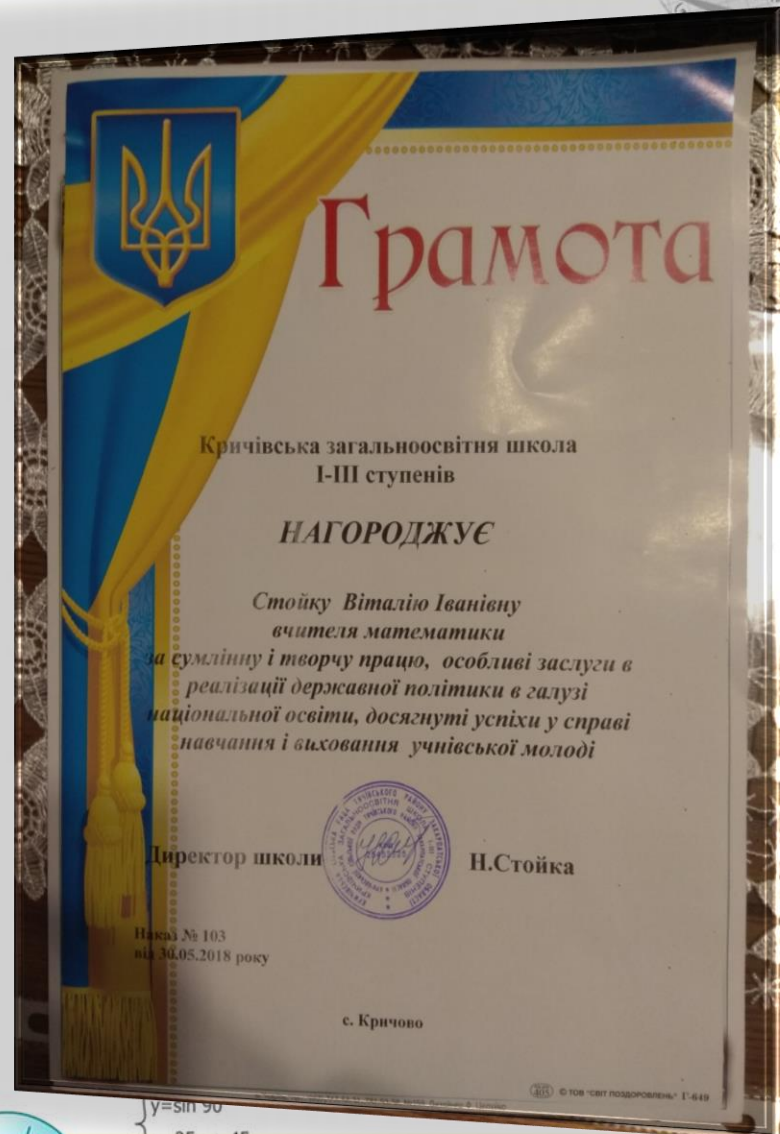 Грамота
Кричівська загальноосвітня школа
І-ІІІ ступенів
НАГОРОДЖУЄ
Стойку Віталію Іванівну
вчителя математики
за сумлінну і творчу працю, особливі заслуги в
реалізації державної політики в галузі
національної освіти, досягнуті успіхи у справі
навчання і виховання учнівської молоді
Директор школи
Н.Стойка
Наказ № 103
від 30.05.2018 року
с. Кричово
© ТОВ "СВІТ ПОЗДОРОВЛЕНЬ" Г-649
y=sin 90